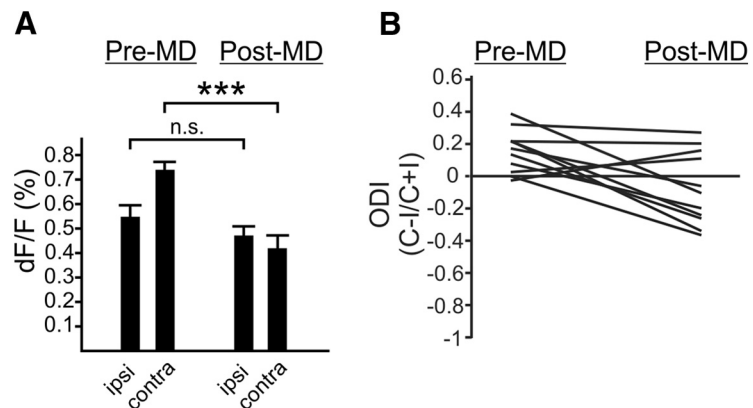 A
Pre-MD Post-MD
***
n.s.
0.8
0.7
0.6
0.5
0.4
0.3
0.2
0.1
dF/F (%)
ipsi contra ipsi contra
B
Pre-MD Post-MD
0.6
0.4
0.2
0
-0.2
-0.4
-0.6
-0.8
-1
ODI
(C-I/C+I)